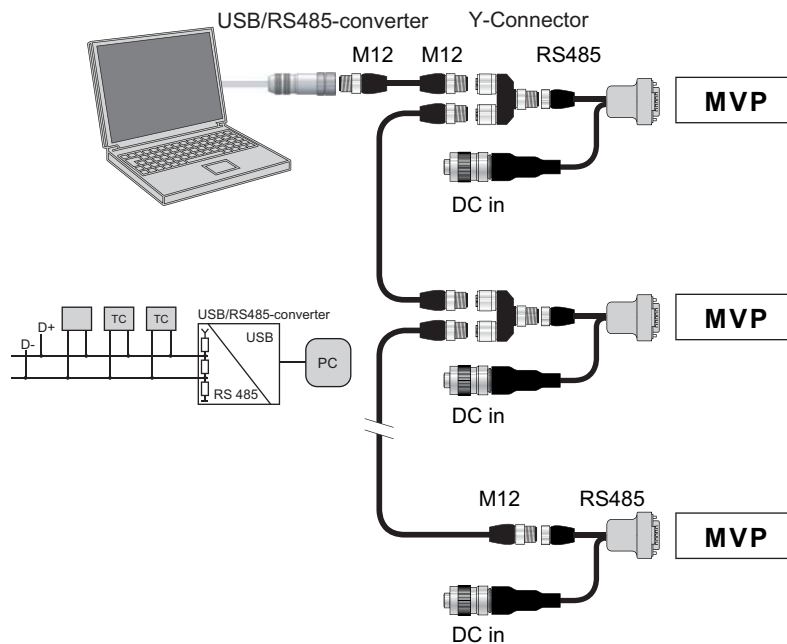 USB/RS485-converter Y-Connector
M12 M12 RS485
MVP
DC in
D+
D-
TC TC
USB/RS485-converter
USB
RS 485
PC
MVP
DC in
M12 RS485
MVP
DC in